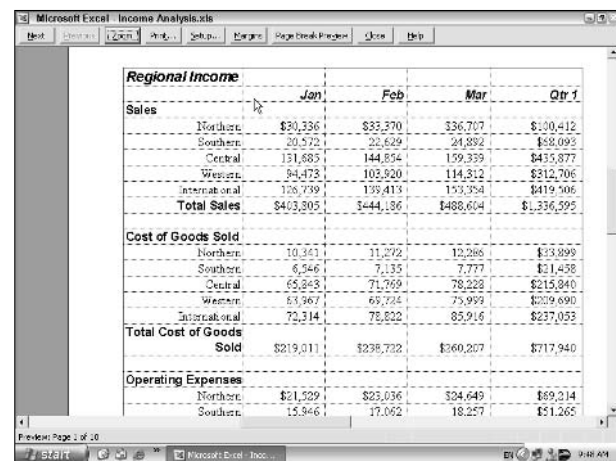 Microsoft Excel - Income Analysis.xls
Next Previous Zoom Print... Setup... Margins Page Break Preview Close Help
Regional Income
Jan Feb Mar Qtr 1
Sales
Northern $30,336 $33,370 $36,707 $100,412
Southern 20,572 22,629 24,892 $68,093
Central 131,685 144,854 159,339 $435,877
Western 94,473 103,920 114,312 $312,706
International 126,739 139,413 153,354 $419,506
Total Sales $403,805 $444,186 $488,604 $1,336,595
Cost of Goods Sold
Northern 10,341 11,272 12,286 $33,899
Southern 6,546 7,135 7,777 $21,458
Central 65,843 71,769 78,228 $215,840
Western 63,967 69,724 75,999 $209,690
International 72,314 78,822 85,916 $237,053
Total Cost of Goods
Sold $219,011 $238,722 $260,207 $717,940
Operating Expenses
Northern $21,529 $23,036 $24,649 $69,214
Southern 15,946 17,062 18,257 $51,265
Preview: Page 1 of 10
start Microsoft Excel - Inco... EN 9:48 AM